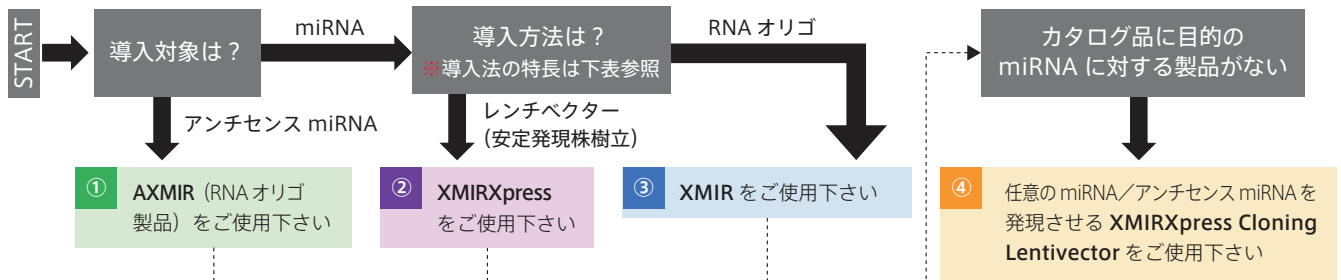 START
導入対象は？
miRNA
導入方法は？
※導入法の特長は下表参照
RNA オリゴ
カタログ品に目的の
miRNA に対する製品がない
アンチセンス miRNA
レンチベクター
(安定発現株樹立)
① AXMIR（RNA オリゴ
製品）をご使用下さい
② XMIRXpress
をご使用下さい
③ XMIR をご使用下さい
④ 任意の miRNA／アンチセンス miRNA を
発現させる XMIRXpress Cloning
Lentivector をご使用下さい